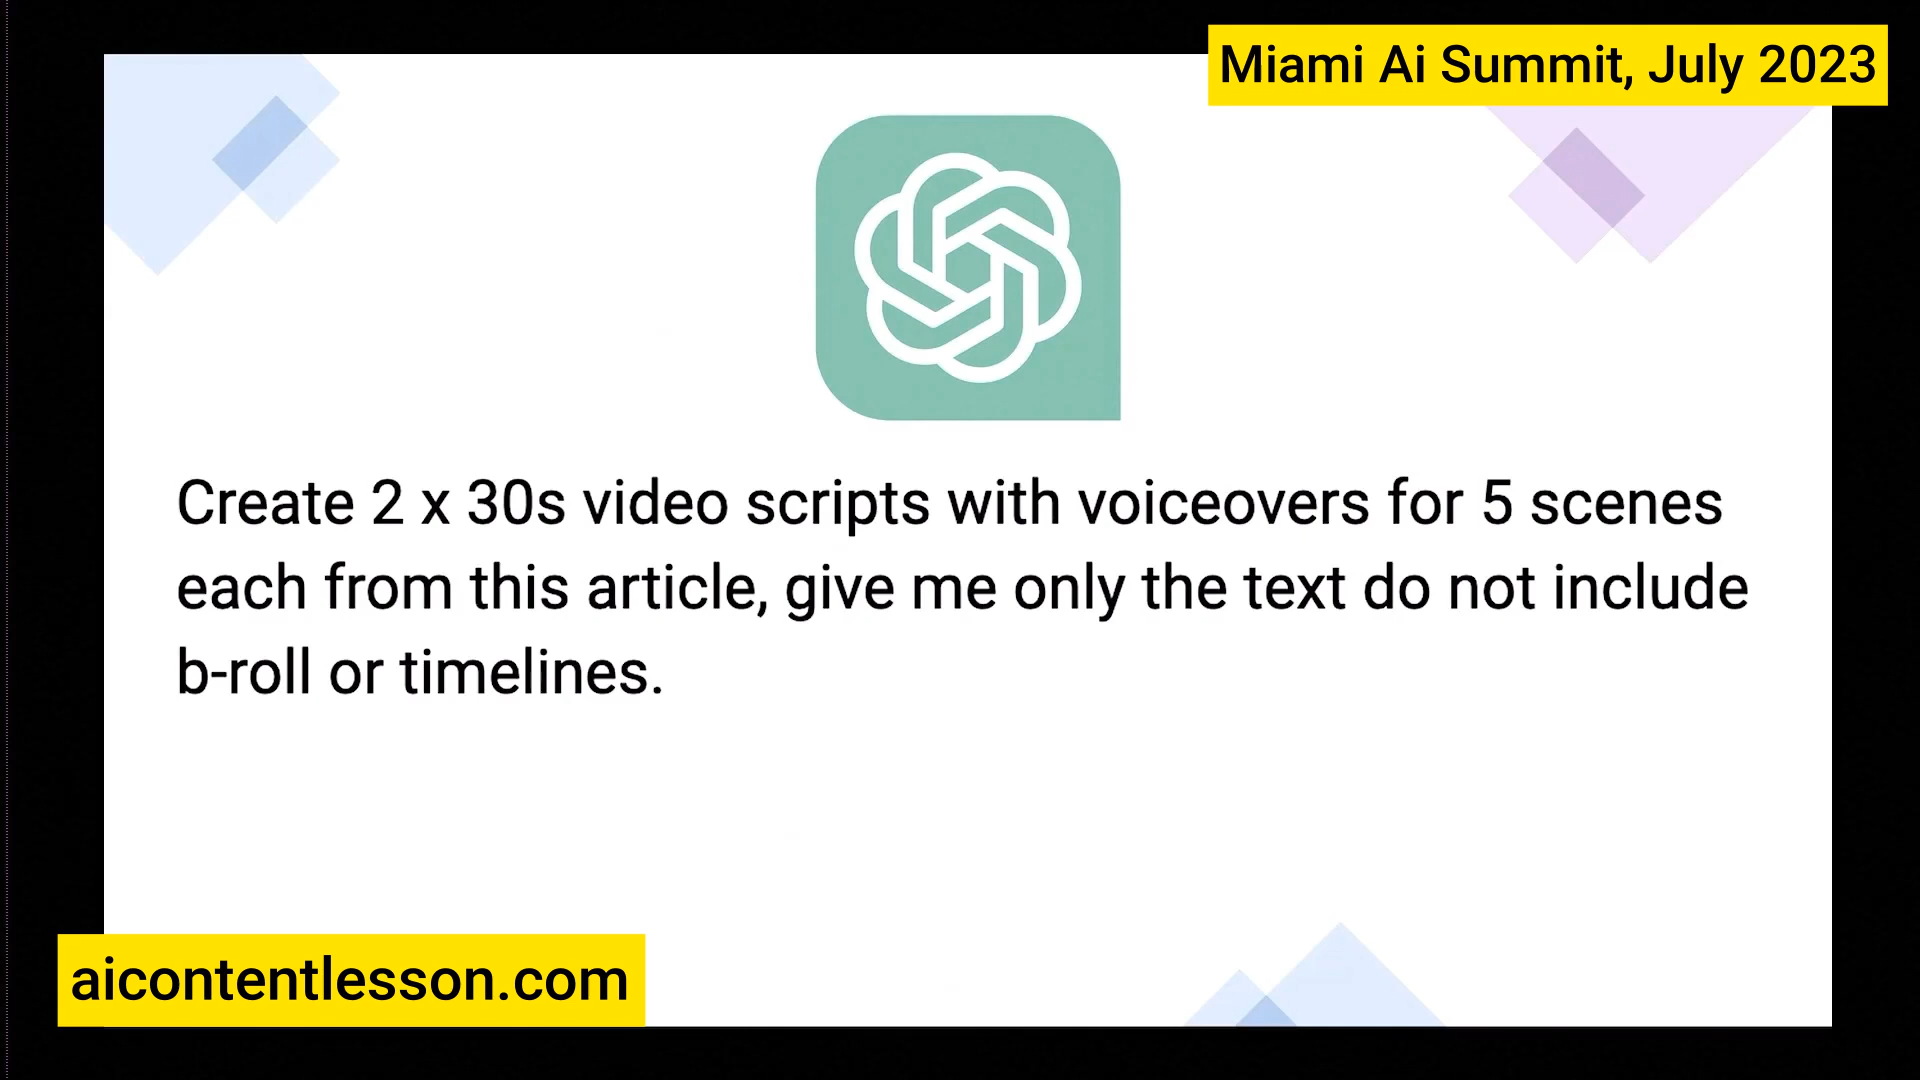 Miami Ai Summit, July 2023
Create 2 x 30s video scripts with voiceovers for 5 scenes
each from this article, give me only the text do not include
b-roll or timelines.
aicontentlesson.com